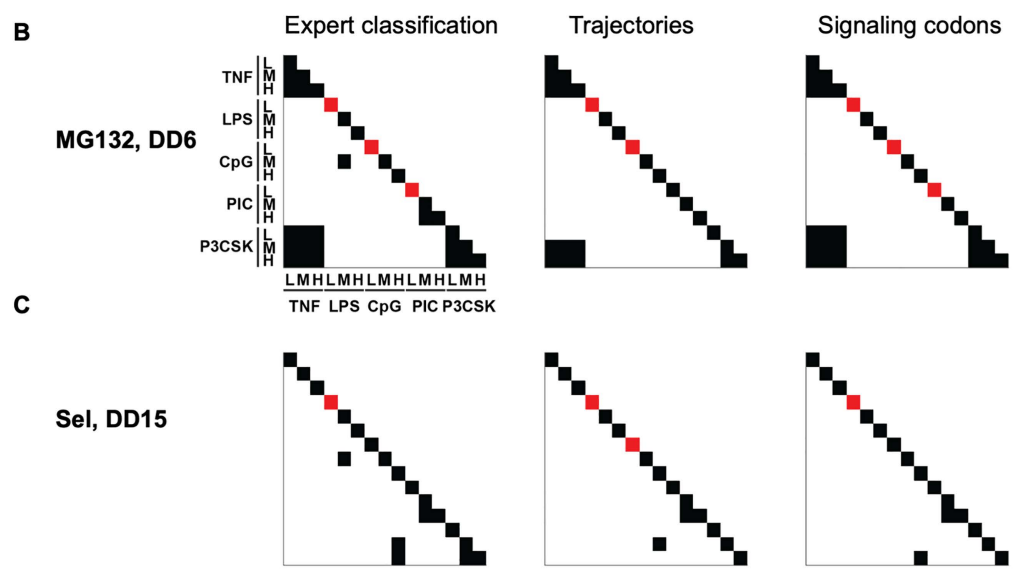 B
Expert classification
Trajectories
Signaling codons
MG132, DD6
TNF
L
M
H
LPS
L
M
H
CpG
L
M
H
PIC
L
M
H
P3CSK
L
M
H
L M H L M H L M H L M H L M H
TNF LPS CpG PIC P3CSK
C
Sel, DD15